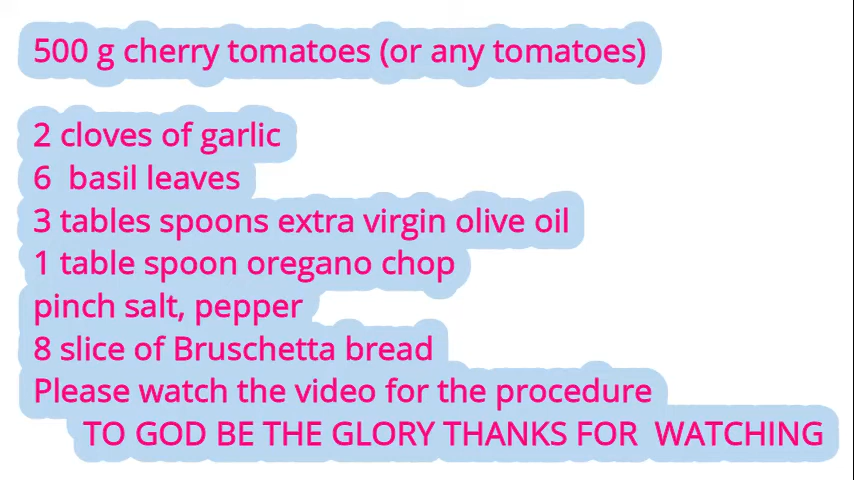 500 g cherry tomatoes (or any tomatoes)
2 cloves of garlic
6  basil leaves
3 tables spoons extra virgin olive oil
1 table spoon oregano chop
pinch salt, pepper
8 slice of Bruschetta bread
Please watch the video for the procedure
TO GOD BE THE GLORY THANKS FOR  WATCHING